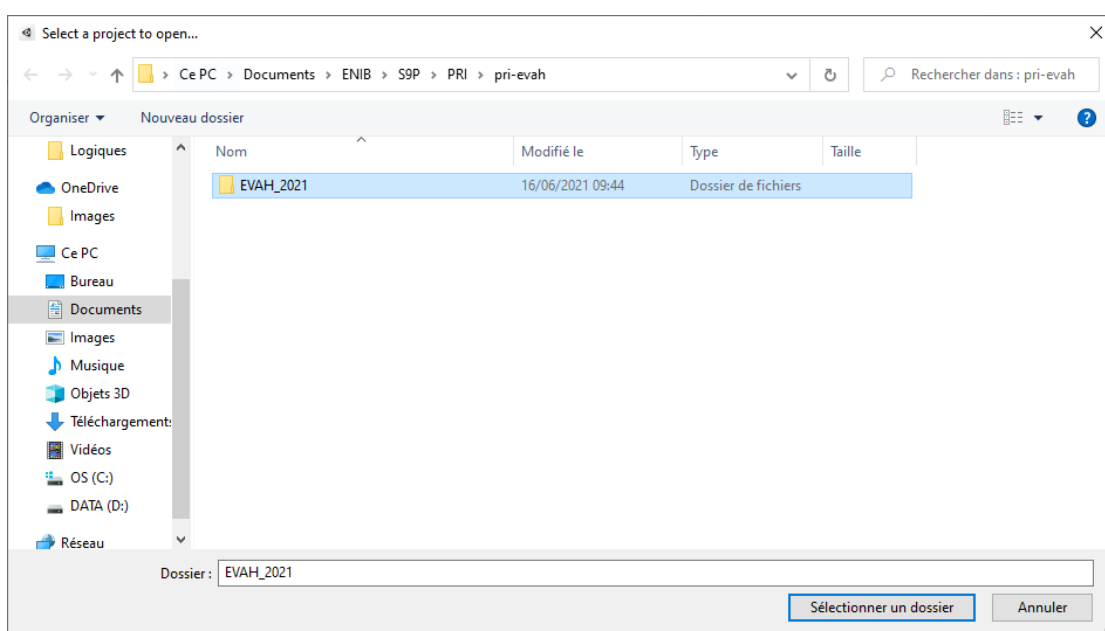 Select a project to open...
Ce PC > Documents > ENIB > S9P > PRI > pri-evah
Rechercher dans : pri-evah
Organiser
Nouveau dossier
Nom
Modifié le
Type
Taille
EVAH_2021
16/06/2021 09:44
Dossier de fichiers
Logiques
OneDrive
Images
Ce PC
Bureau
Documents
Images
Musique
Objets 3D
Téléchargements
Vidéos
OS (C:)
DATA (D:)
Réseau
Dossier : EVAH_2021
Sélectionner un dossier
Annuler